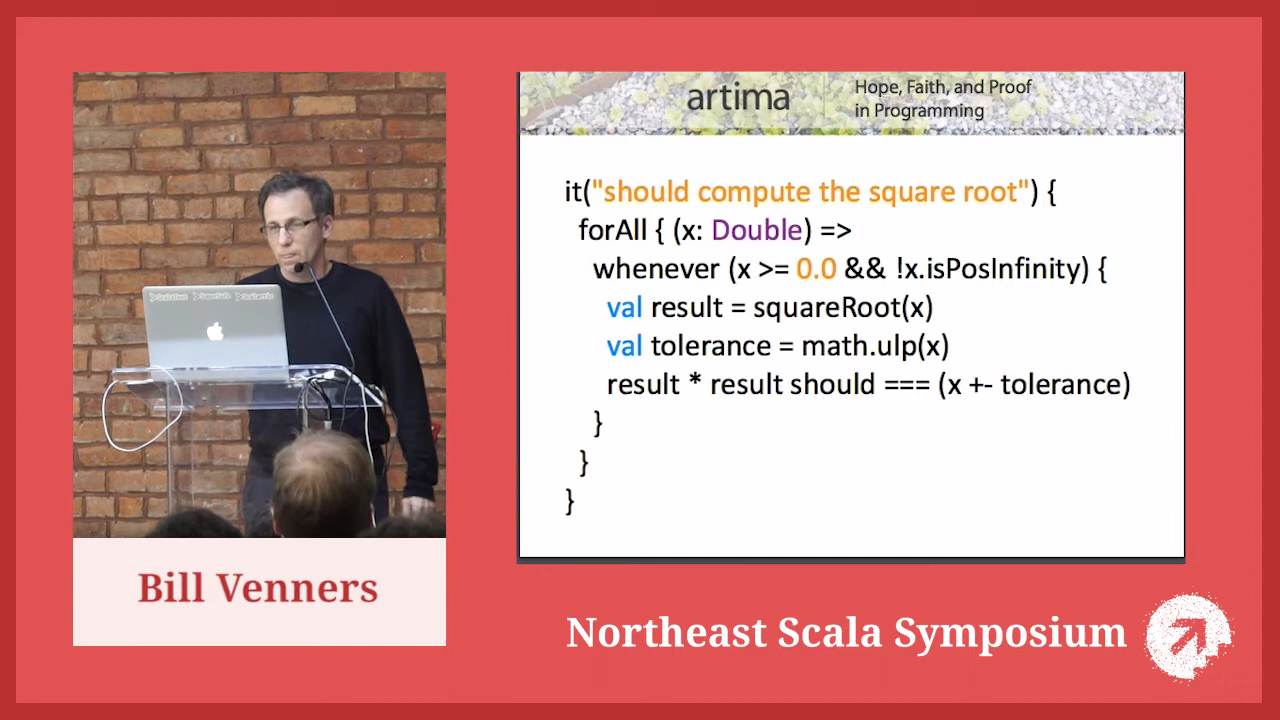 artima
Hope, Faith, and Proof
in Programming
it("should compute the square root") {
forAll { (x: Double) =>
whenever (x >= 0.0 && !x.isPosInfinity) {
val result = squareRoot(x)
val tolerance = math.ulp(x)
result * result should === (x +- tolerance)
}
}
}
Bill Venners
Northeast Scala Symposium